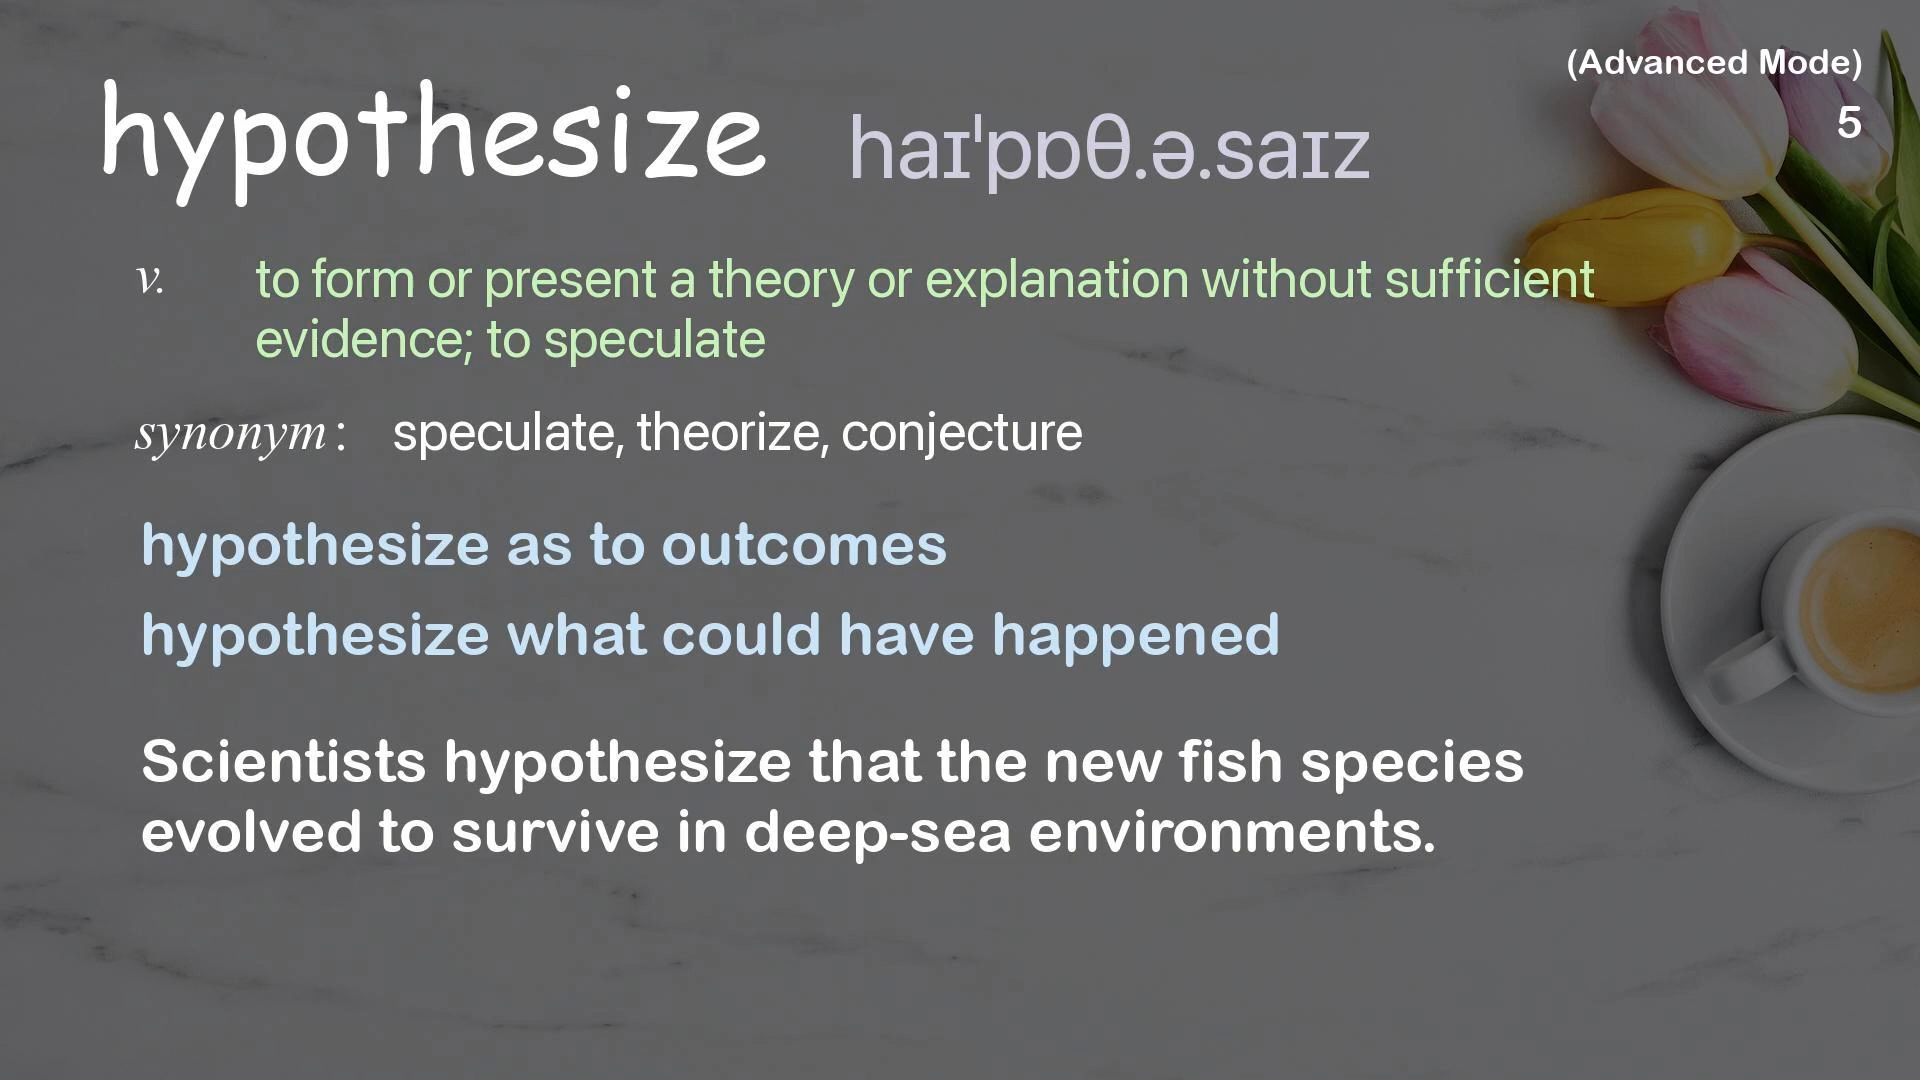 (Advanced Mode)
5
hypothesize haɪˈpɒθ.ə.saɪz
v. to form or present a theory or explanation without sufficient
evidence; to speculate
synonym : speculate, theorize, conjecture
hypothesize as to outcomes
hypothesize what could have happened
Scientists hypothesize that the new fish species
evolved to survive in deep-sea environments.